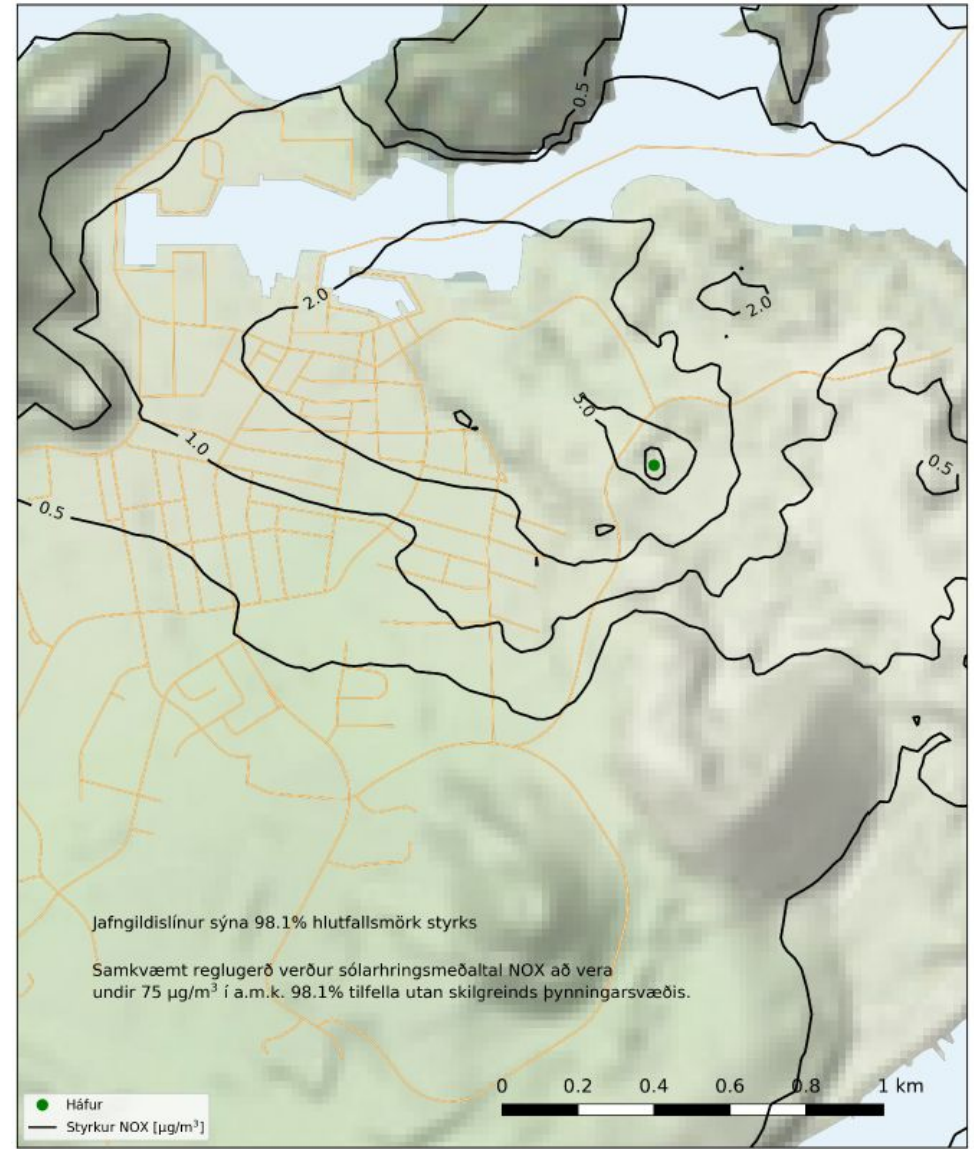 0.5
2.0
2.0
5.0
1.0
0.5
0.5
Jafngildislínur sýna 98.1% hlutfallsmörk styrks
Samkvæmt reglugerð verður sólarhringsmeðaltal NOX að vera
undir 75 µg/m³ í a.m.k. 98.1% tilfella utan skilgreinds þynningarsvæðis.
0 0.2 0.4 0.6 0.8 1 km
Háfur
Styrkur NOX [µg/m³]